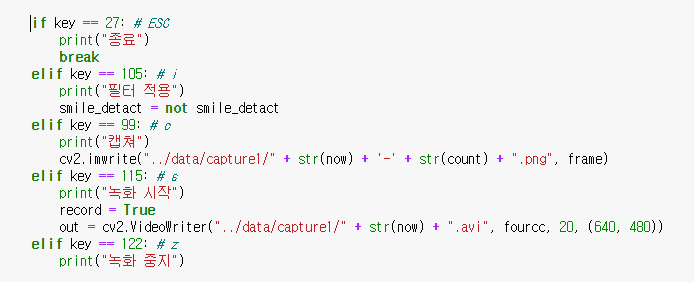 if key == 27: # ESC
    print("종료")
    break
elif key == 105: # i
    print("필터 적용")
    smile_detact = not smile_detact
elif key == 99: # c
    print("캡쳐")
    cv2.imwrite("../data/capture1/" + str(now) + '-' + str(count) + ".png", frame)
elif key == 115: # s
    print("녹화 시작")
    record = True
    out = cv2.VideoWriter("../data/capture1/" + str(now) + ".avi", fourcc, 20, (640, 480))
elif key == 122: # z
    print("녹화 중지")